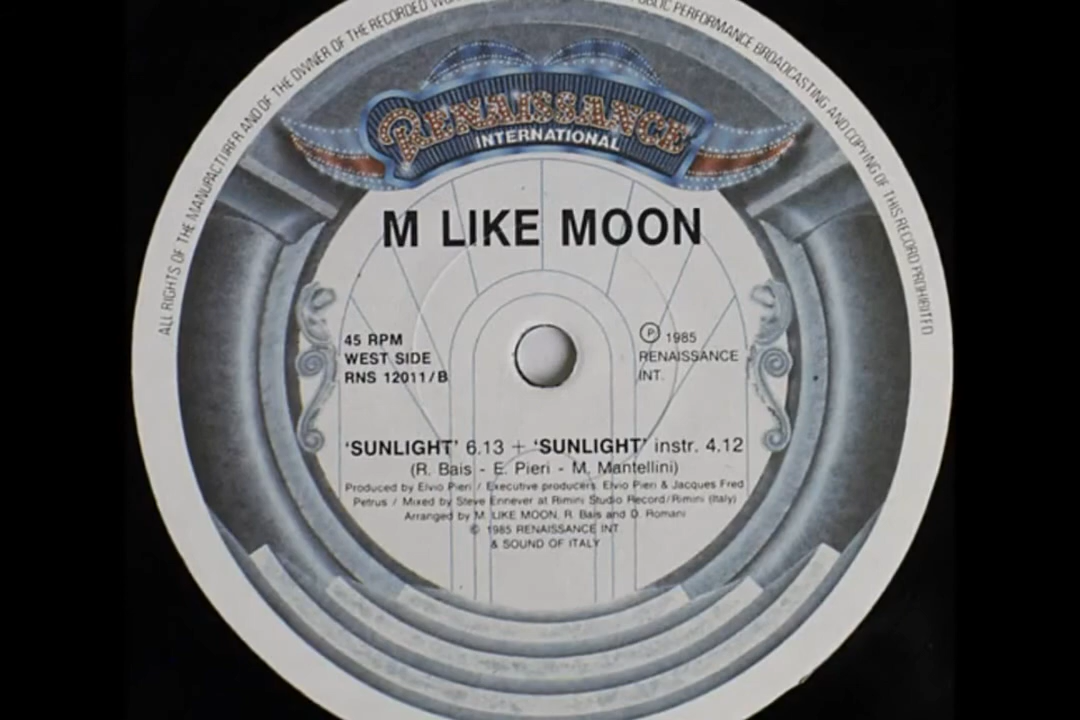 ALL RIGHTS OF THE MANUFACTURER AND OF THE OWNER OF THE RECORDED
PUBLIC PERFORMANCE BROADCASTING AND COPYING OF THIS RECORD PROHIBITED
RENAISSANCE
INTERNATIONAL
M LIKE MOON
45 RPM
WEST SIDE
RNS 12011/B
Ⓟ 1985
RENAISSANCE
INT.
'SUNLIGHT' 6.13 + 'SUNLIGHT' instr. 4.12
(R. Bais - E. Pieri - M. Mantellini)
Produced by Elvio Pieri / Executive producers: Elvio Pieri & Jacques Fred
Petrus / Mixed by Steve Ennever at Rimini Studio Record/Rimini (Italy)
Arranged by M. LIKE MOON, R. Bais and D. Romani
© 1985 RENAISSANCE INT
& SOUND OF ITALY